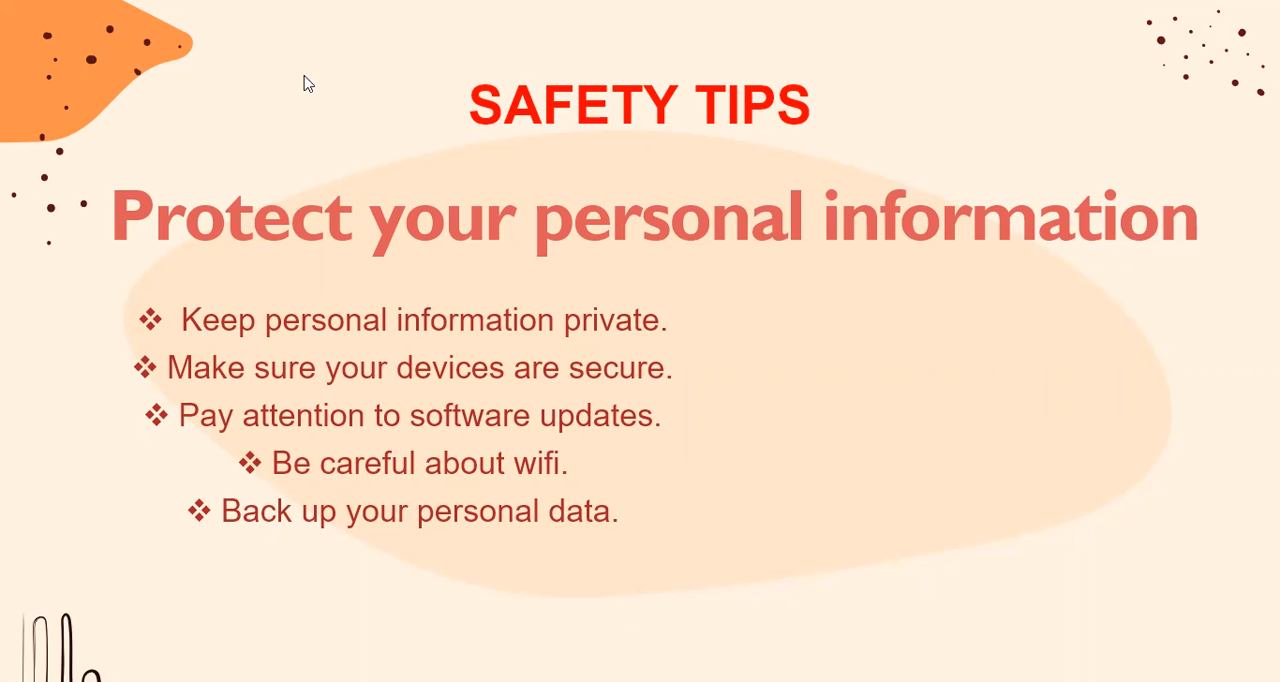 SAFETY TIPS
Protect your personal information
❖ Keep personal information private.
❖ Make sure your devices are secure.
❖ Pay attention to software updates.
❖ Be careful about wifi.
❖ Back up your personal data.